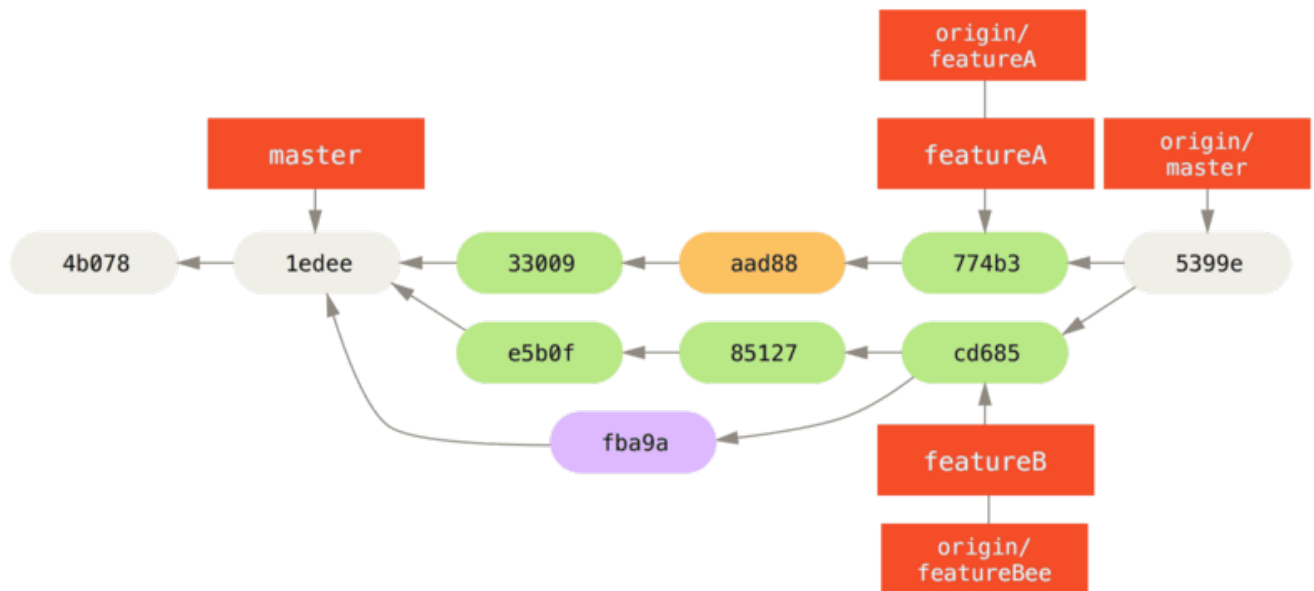 origin/
featureA
master
featureA
origin/
master
4b078
1edee
33009
aad88
774b3
5399e
e5b0f
85127
cd685
fba9a
featureB
origin/
featureBee